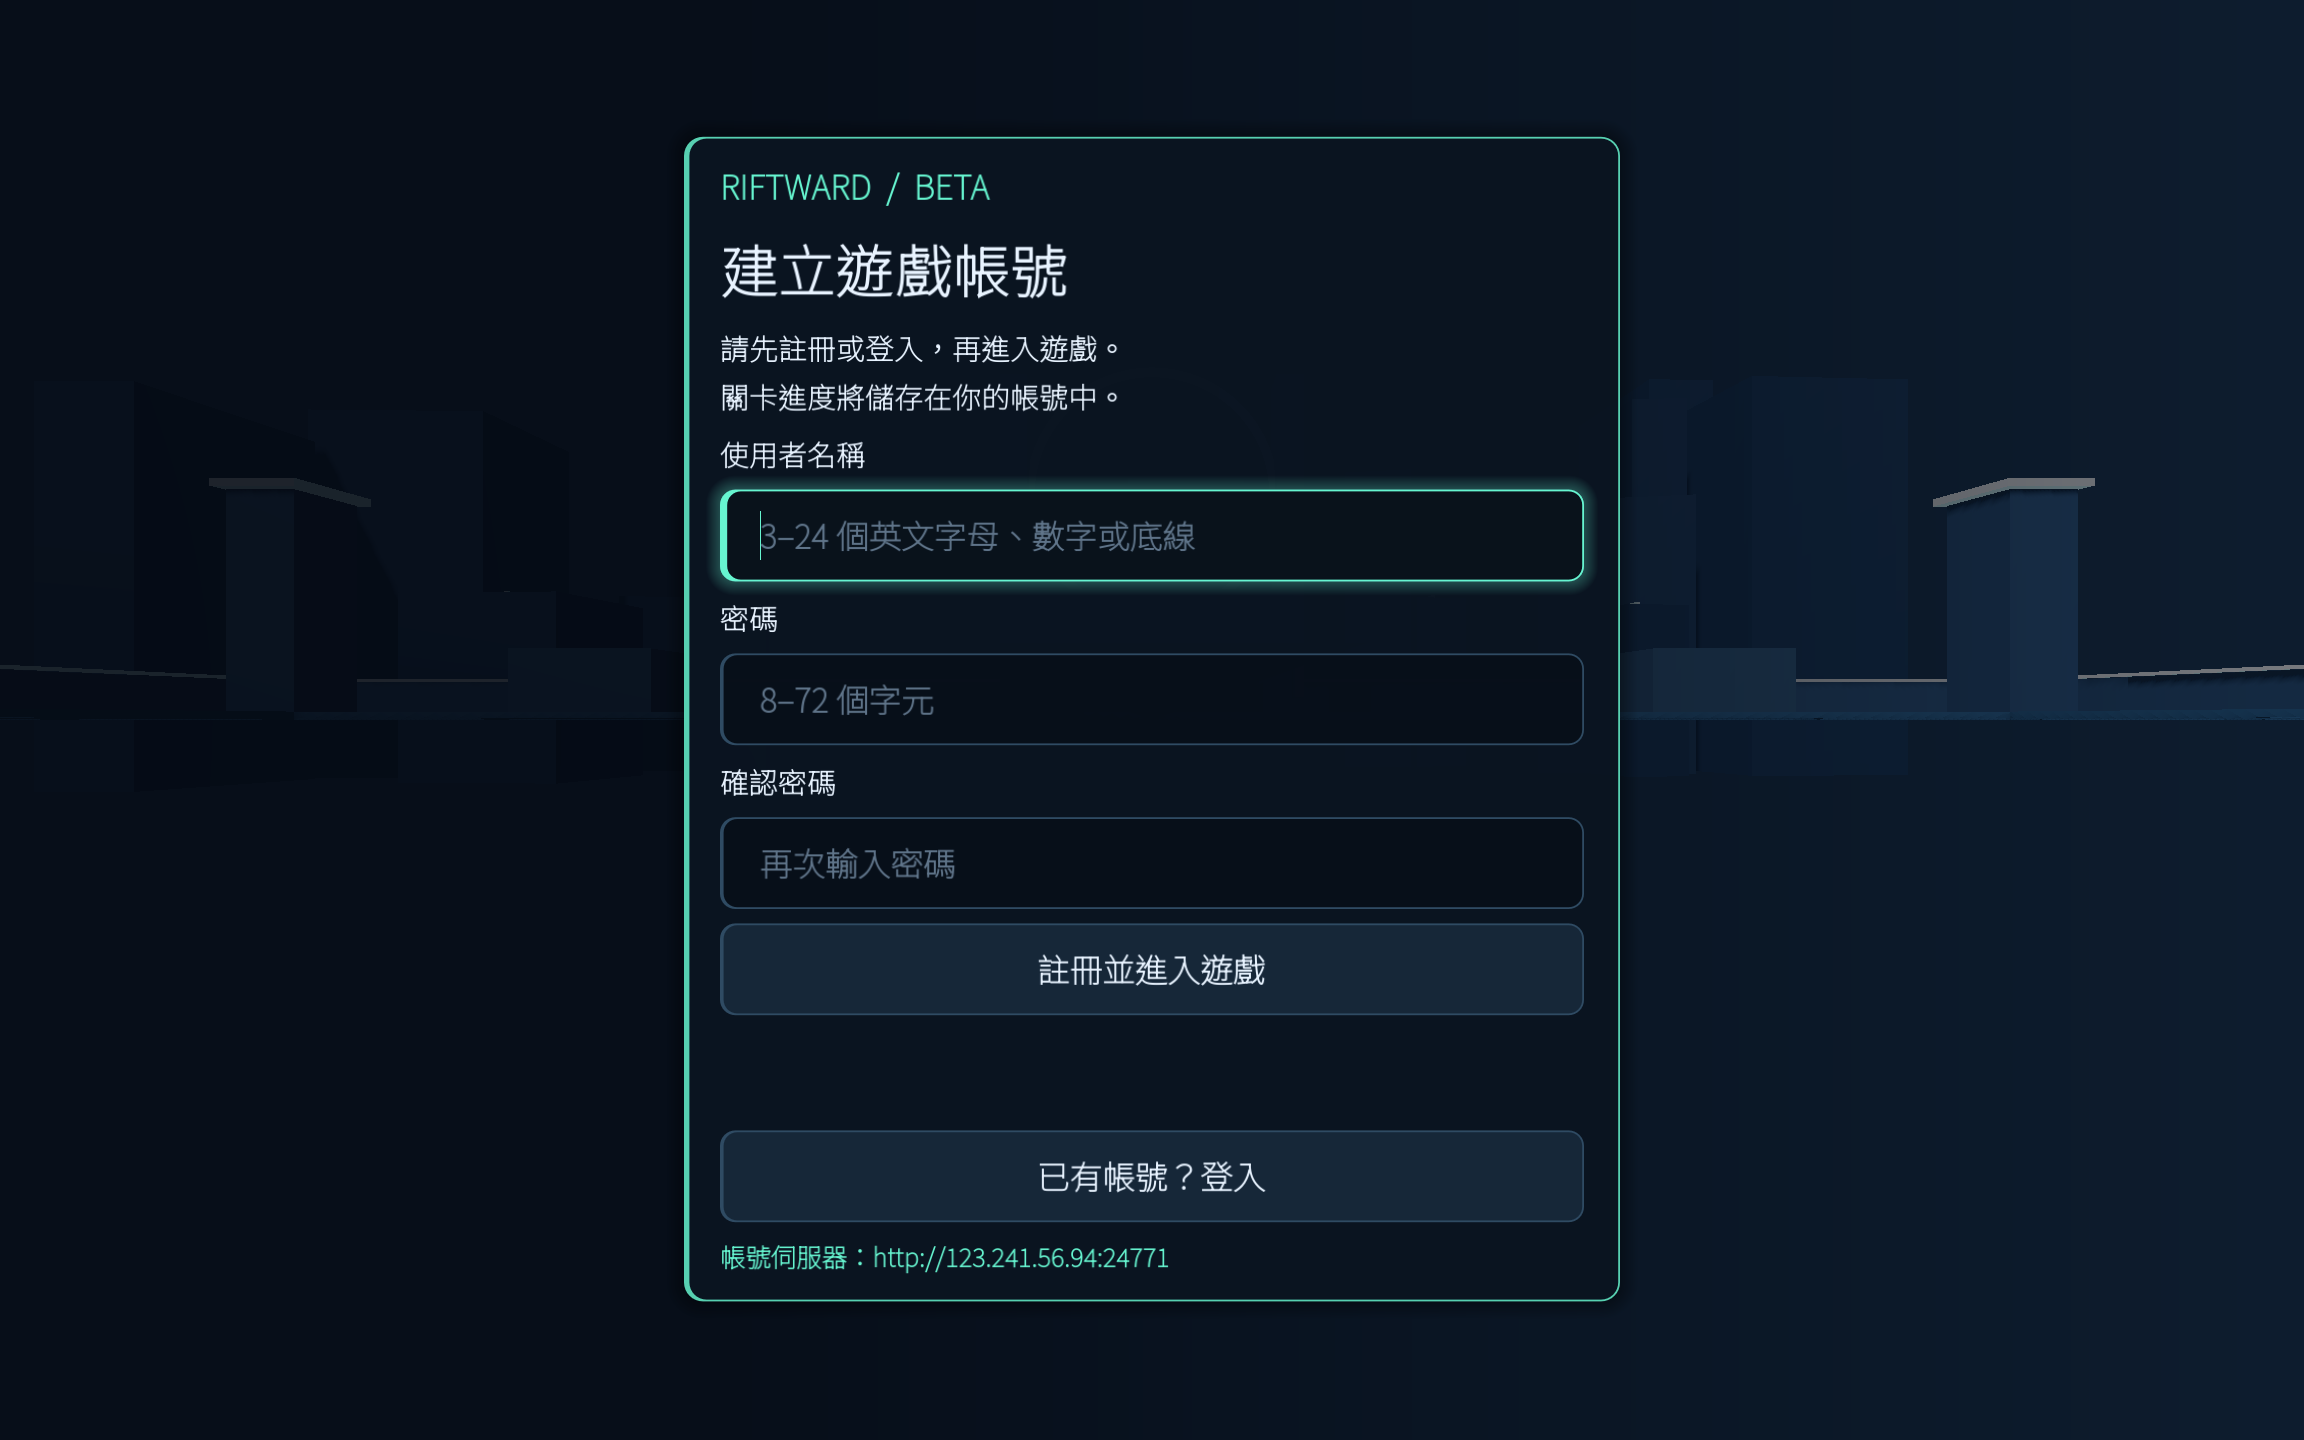 RIFTWARD / BETA
建立遊戲帳號
請先註冊或登入，再進入遊戲。
關卡進度將儲存在你的帳號中。
使用者名稱
3–24 個英文字母、數字或底線
密碼
8–72 個字元
確認密碼
再次輸入密碼
註冊並進入遊戲
已有帳號？登入
帳號伺服器：http://123.241.56.94:24771